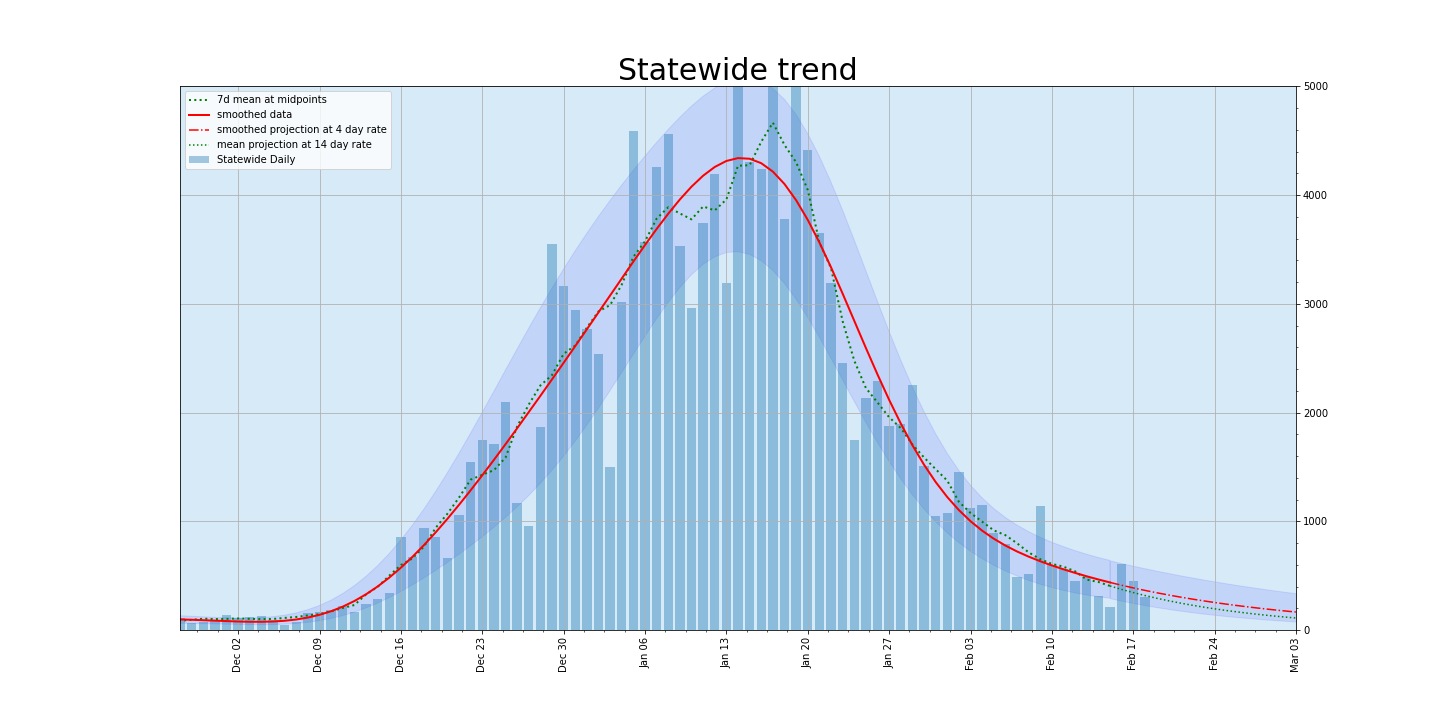 Statewide trend
7d mean at midpoints
smoothed data
smoothed projection at 4 day rate
mean projection at 14 day rate
Statewide Daily
5000
4000
3000
2000
1000
0
Dec 02
Dec 09
Dec 16
Dec 23
Dec 30
Jan 06
Jan 13
Jan 20
Jan 27
Feb 03
Feb 10
Feb 17
Feb 24
Mar 03